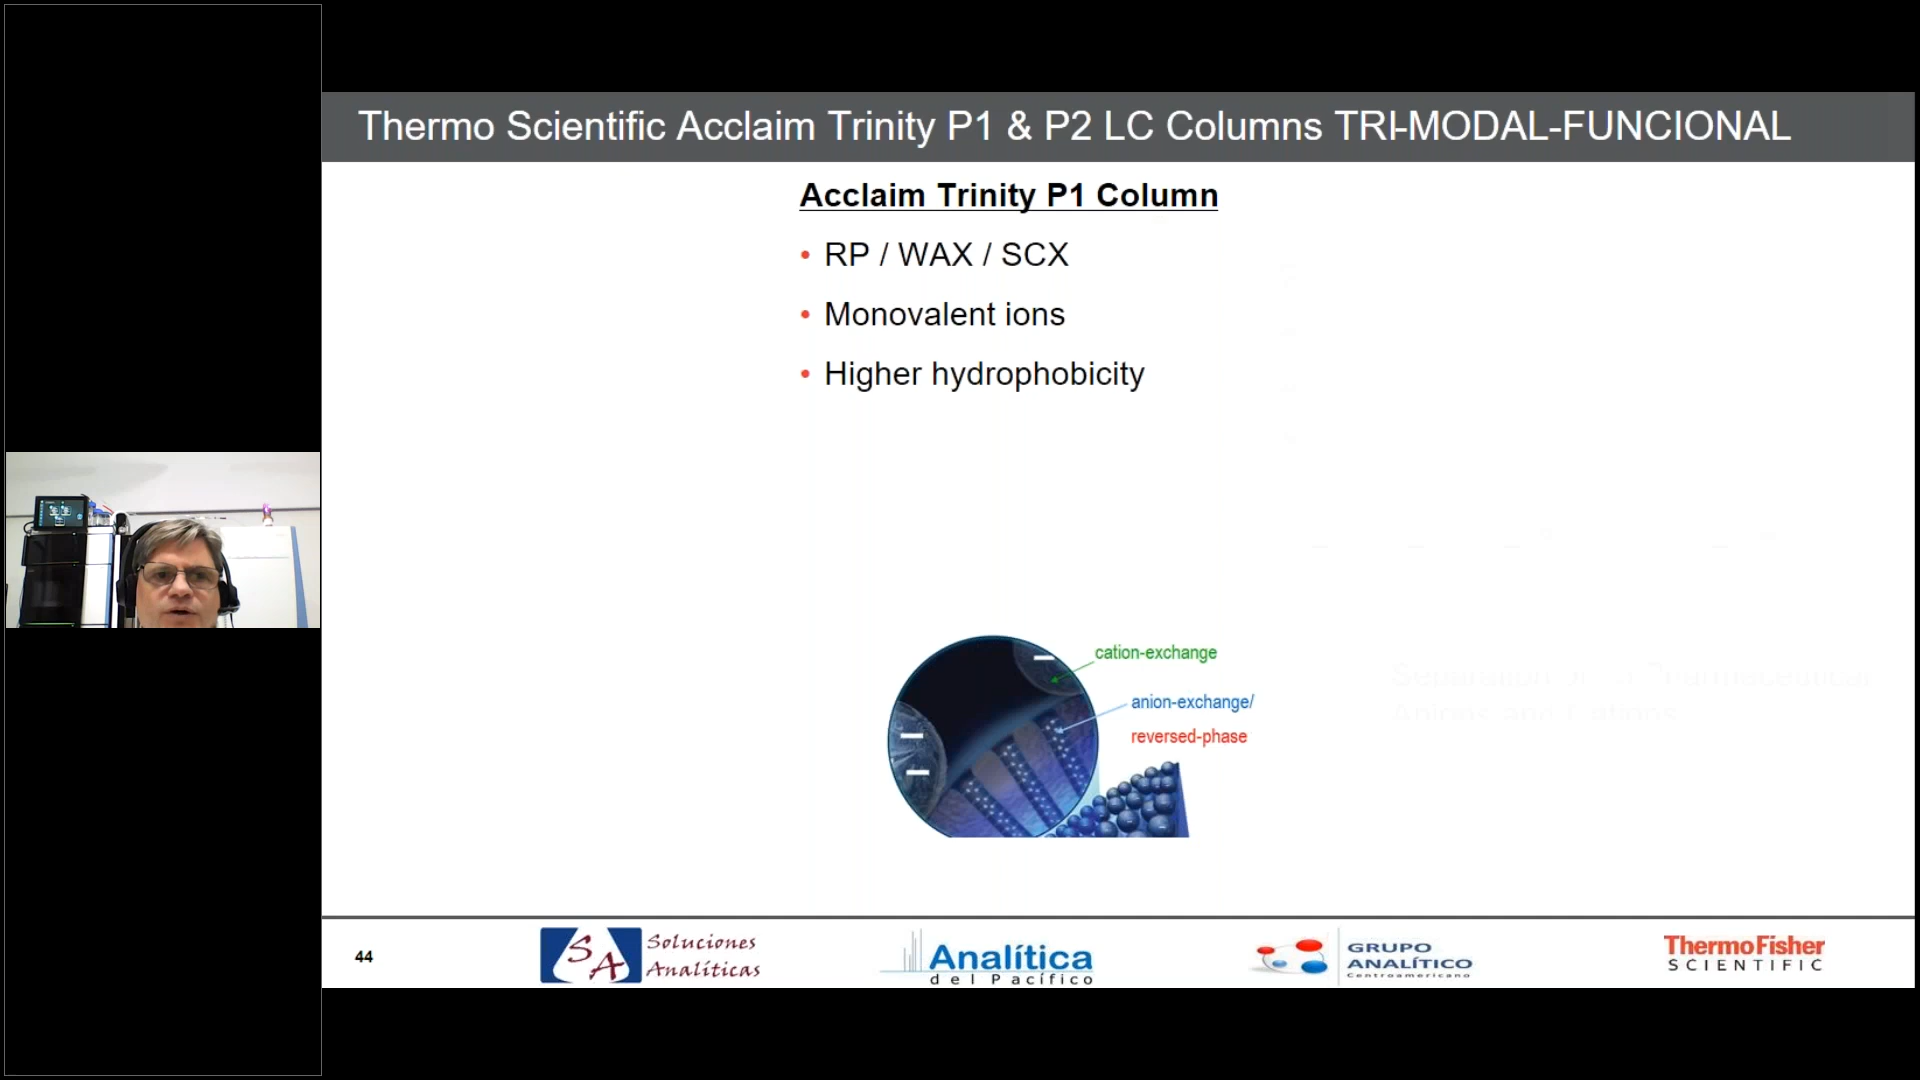 Thermo Scientific Acclaim Trinity P1 & P2 LC Columns TRI-MODAL-FUNCIONAL
Acclaim Trinity P1 Column
• RP / WAX / SCX
• Monovalent ions
• Higher hydrophobicity
cation-exchange
anion-exchange/
reversed-phase
44
SA
Soluciones
Analíticas
Analítica
del Pacífico
GRUPO
ANALÍTICO
Centroamericano
ThermoFisher
SCIENTIFIC